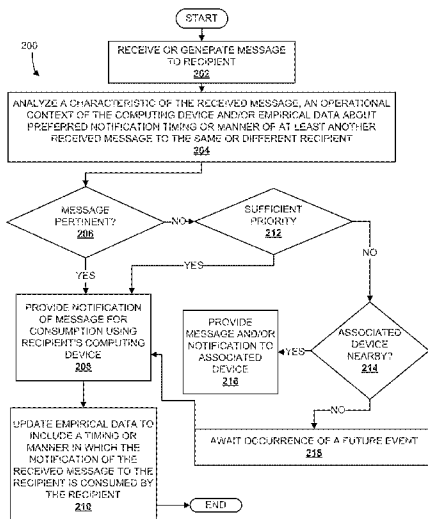 START
200
RECEIVE OR GENERATE MESSAGE
TO RECIPIENT
202
ANALYZE A CHARACTERISTIC OF THE RECEIVED MESSAGE, AN OPERATIONAL
CONTEXT OF THE COMPUTING DEVICE AND/OR EMPIRICAL DATA ABOUT
PREFERRED NOTIFICATION TIMING OR MANNER OF AT LEAST ANOTHER
RECEIVED MESSAGE TO THE SAME OR DIFFERENT RECIPIENT
204
MESSAGE
PERTINENT?
206
NO
SUFFICIENT
PRIORITY
212
YES
YES
NO
PROVIDE NOTIFICATION
OF MESSAGE FOR
CONSUMPTION USING
RECIPIENT'S COMPUTING
DEVICE
208
PROVIDE
MESSAGE AND/OR
NOTIFICATION TO
ASSOCIATED
DEVICE
216
YES
ASSOCIATED
DEVICE
NEARBY?
214
NO
UPDATE EMPIRICAL DATA TO
INCLUDE A TIMING OR
MANNER IN WHICH THE
NOTIFICATION OF THE
RECEIVED MESSAGE TO THE
RECIPIENT IS CONSUMED BY
THE RECIPIENT
210
AWAIT OCCURRENCE OF A FUTURE EVENT
218
END